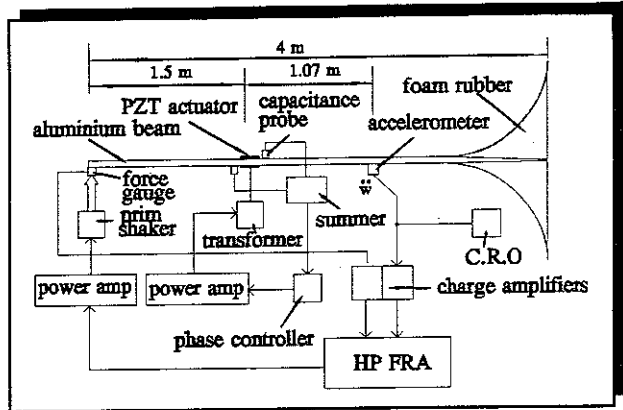 4 m
1.5 m
1.07 m
foam rubber
PZT actuator
capacitance
probe
aluminium beam
accelerometer
force
gauge
prim
shaker
ẅ
summer
transformer
C.R.O
power amp
power amp
charge amplifiers
phase controller
HP FRA